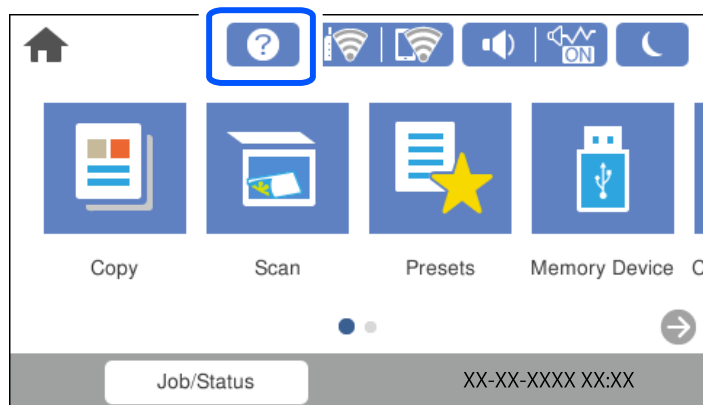 ?
ON
Copy Scan Presets Memory Device C
Job/Status XX-XX-XXXX XX:XX